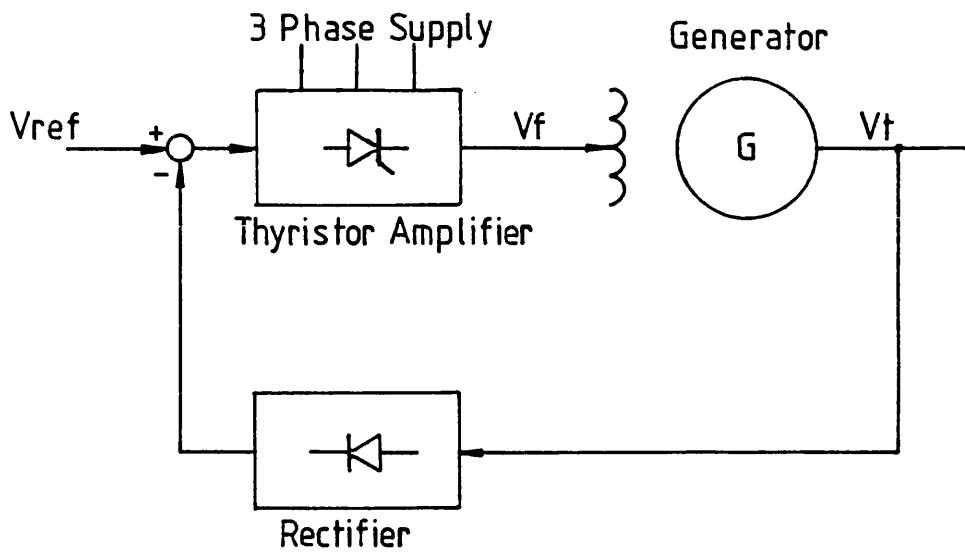 3 Phase Supply
Generator
Vref
+
-
Vf
G
Vt
Thyristor Amplifier
Rectifier